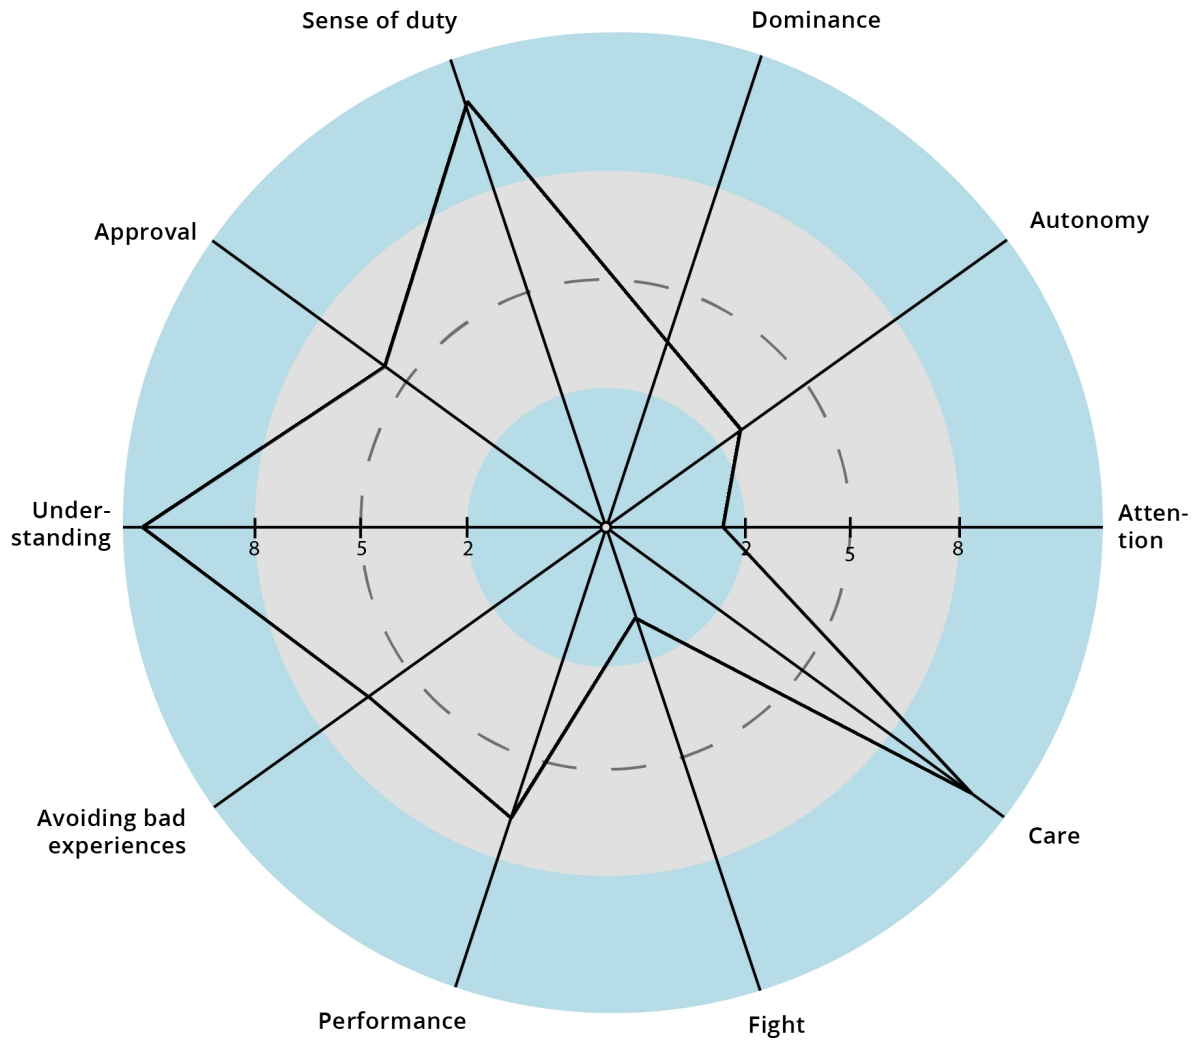 Sense of duty
Dominance
Approval
Autonomy
Under-
standing
8
5
2
2
5
8
Atten-
tion
Avoiding bad
experiences
Care
Performance
Fight